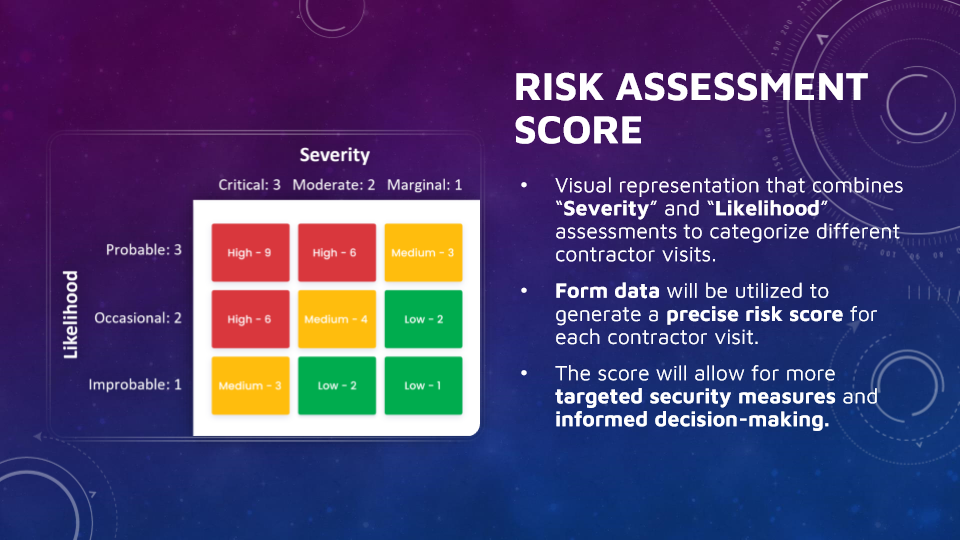 RISK ASSESSMENT
SCORE
Severity
Critical: 3 Moderate: 2 Marginal: 1
Likelihood
Probable: 3
High - 9 High - 6 Medium - 3
Occasional: 2
High - 6 Medium - 4 Low - 2
Improbable: 1
Medium - 3 Low - 2 Low - 1
• Visual representation that combines
“Severity” and “Likelihood”
assessments to categorize different
contractor visits.
• Form data will be utilized to
generate a precise risk score for
each contractor visit.
• The score will allow for more
targeted security measures and
informed decision-making.